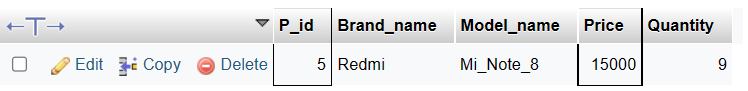 P_id Brand_name Model_name Price Quantity
Edit Copy Delete 5 Redmi Mi_Note_8 15000 9